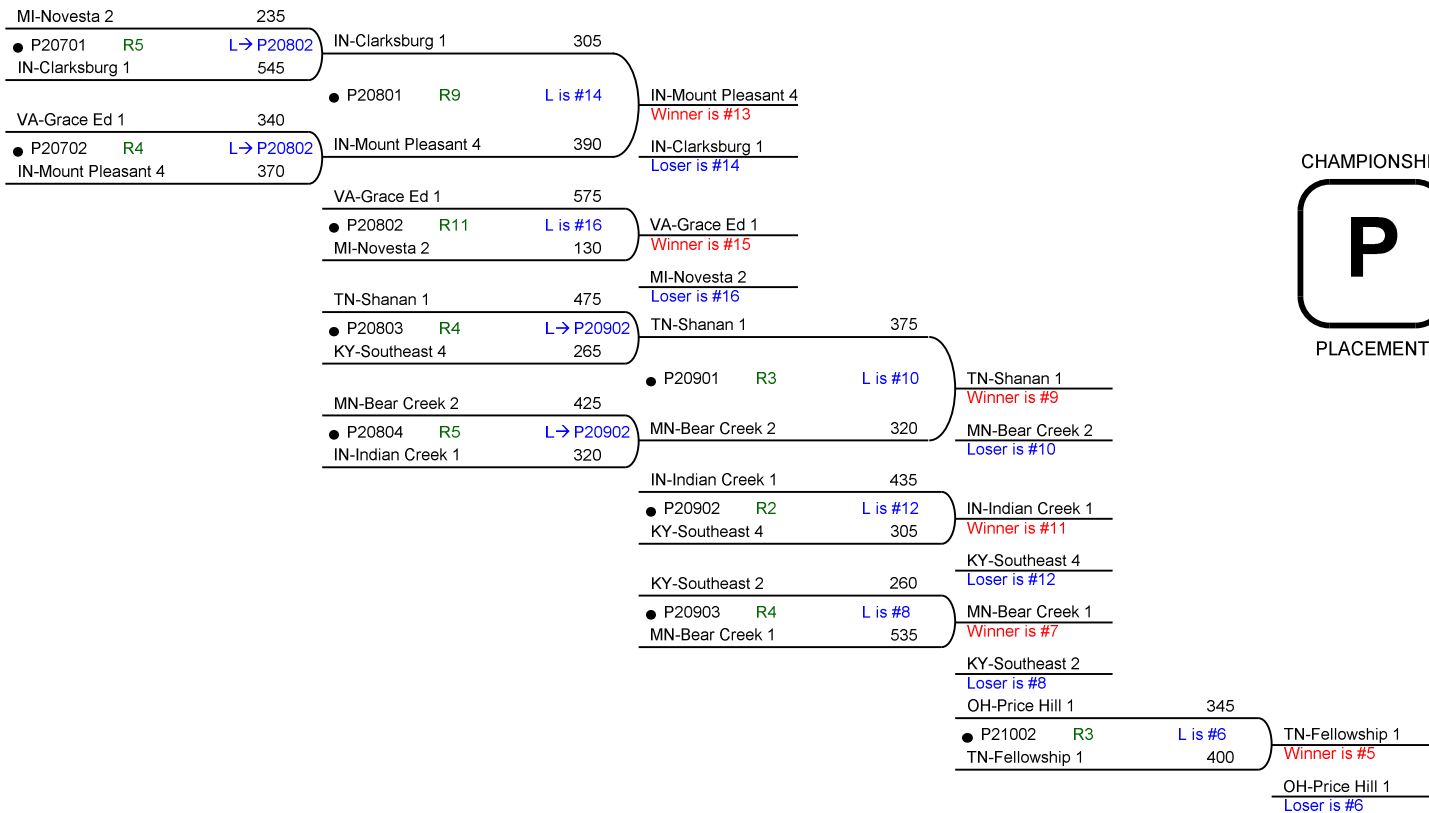 MI-Novesta 2 235
P20701 R5 L→ P20802
IN-Clarksburg 1 545
IN-Clarksburg 1 305
P20801 R9 L is #14
IN-Mount Pleasant 4
Winner is #13
VA-Grace Ed 1 340
P20702 R4 L→ P20802
IN-Mount Pleasant 4 370
IN-Mount Pleasant 4 390
IN-Clarksburg 1
Loser is #14
CHAMPIONSHI
P
PLACEMENT
VA-Grace Ed 1 575
P20802 R11 L is #16
MI-Novesta 2 130
VA-Grace Ed 1
Winner is #15
MI-Novesta 2
Loser is #16
TN-Shanan 1 475
P20803 R4 L→ P20902
KY-Southeast 4 265
TN-Shanan 1 375
P20901 R3 L is #10
TN-Shanan 1
Winner is #9
MN-Bear Creek 2 425
P20804 R5 L→ P20902
IN-Indian Creek 1 320
MN-Bear Creek 2 320
MN-Bear Creek 2
Loser is #10
IN-Indian Creek 1 435
P20902 R2 L is #12
KY-Southeast 4 305
IN-Indian Creek 1
Winner is #11
KY-Southeast 4
Loser is #12
KY-Southeast 2 260
P20903 R4 L is #8
MN-Bear Creek 1 535
MN-Bear Creek 1
Winner is #7
KY-Southeast 2
Loser is #8
OH-Price Hill 1 345
P21002 R3 L is #6
TN-Fellowship 1 400
TN-Fellowship 1
Winner is #5
OH-Price Hill 1
Loser is #6